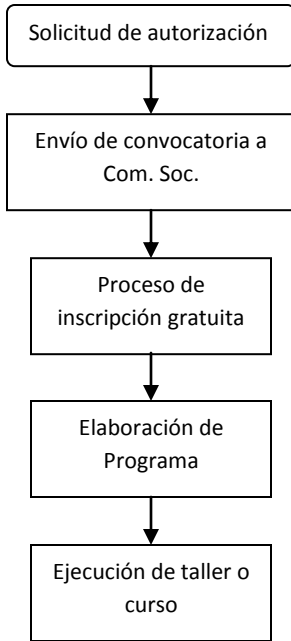 Solicitud de autorización
Envío de convocatoria a
Com. Soc.
Proceso de
inscripción gratuita
Elaboración de
Programa
Ejecución de taller o
curso